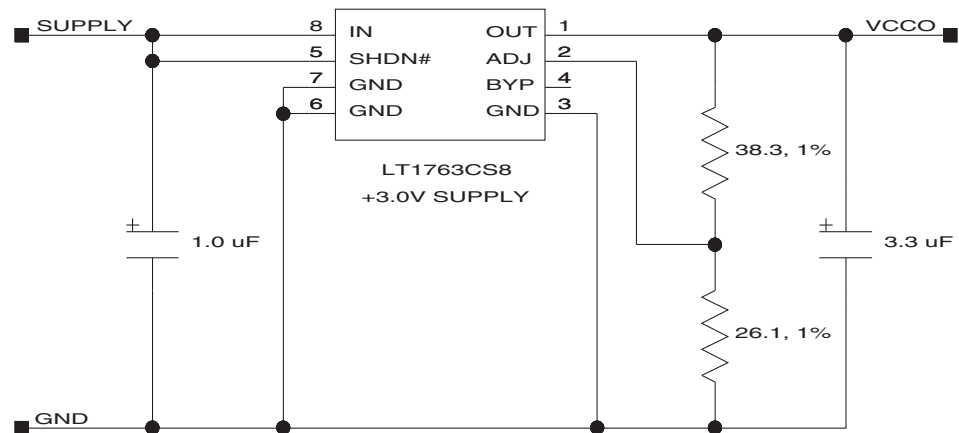 SUPPLY 8 IN OUT 1 VCCO
5 SHDN# ADJ 2
7 GND BYP 4
6 GND GND 3
LT1763CS8
+3.0V SUPPLY
38.3, 1%
+ 1.0 uF
+ 3.3 uF
26.1, 1%
GND